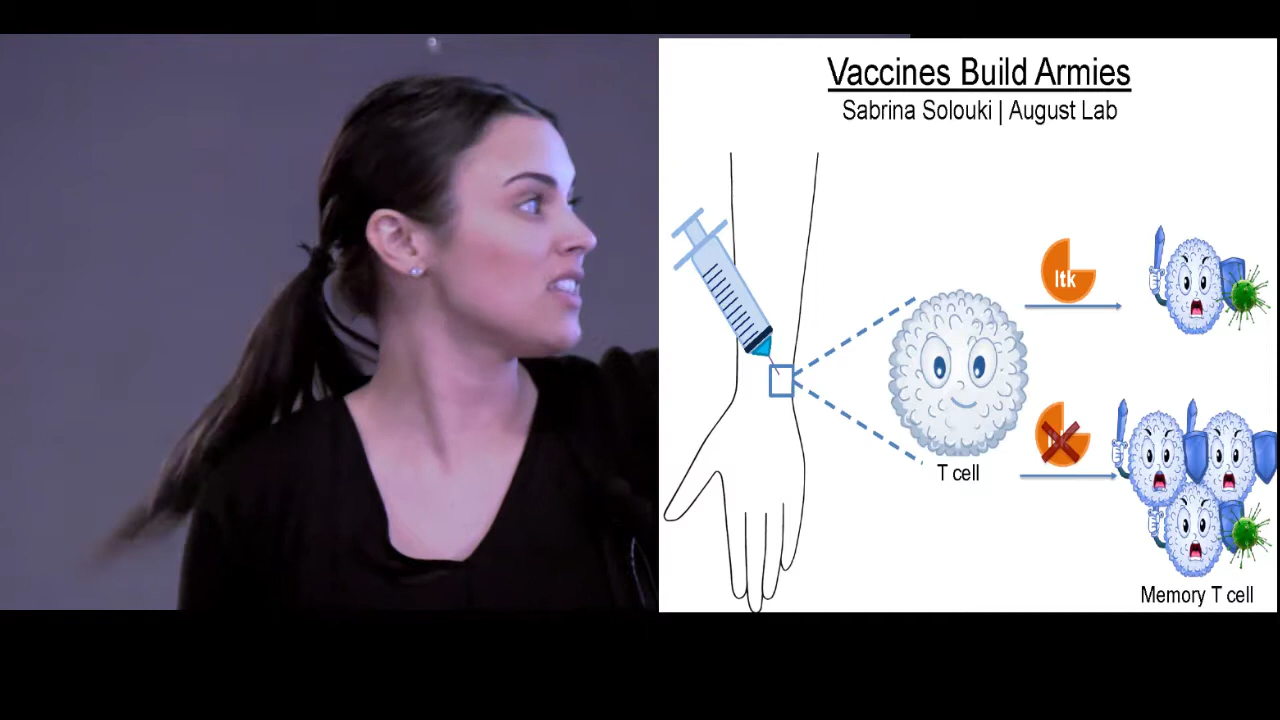 Vaccines Build Armies
Sabrina Solouki | August Lab
Itk
T cell
Memory T cell